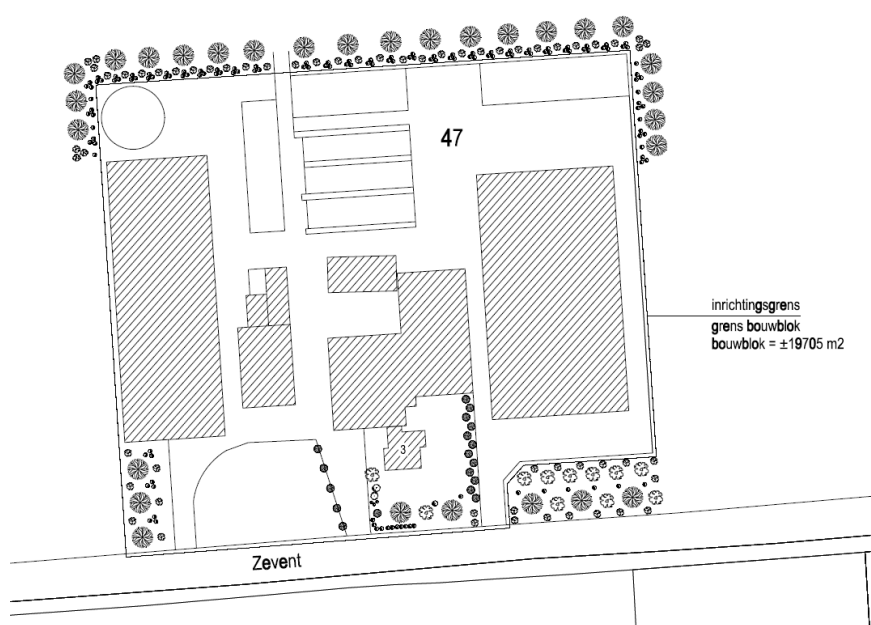 47
inrichtingsgrens
grens bouwblok
bouwblok = ±19705 m2
3
Zevent